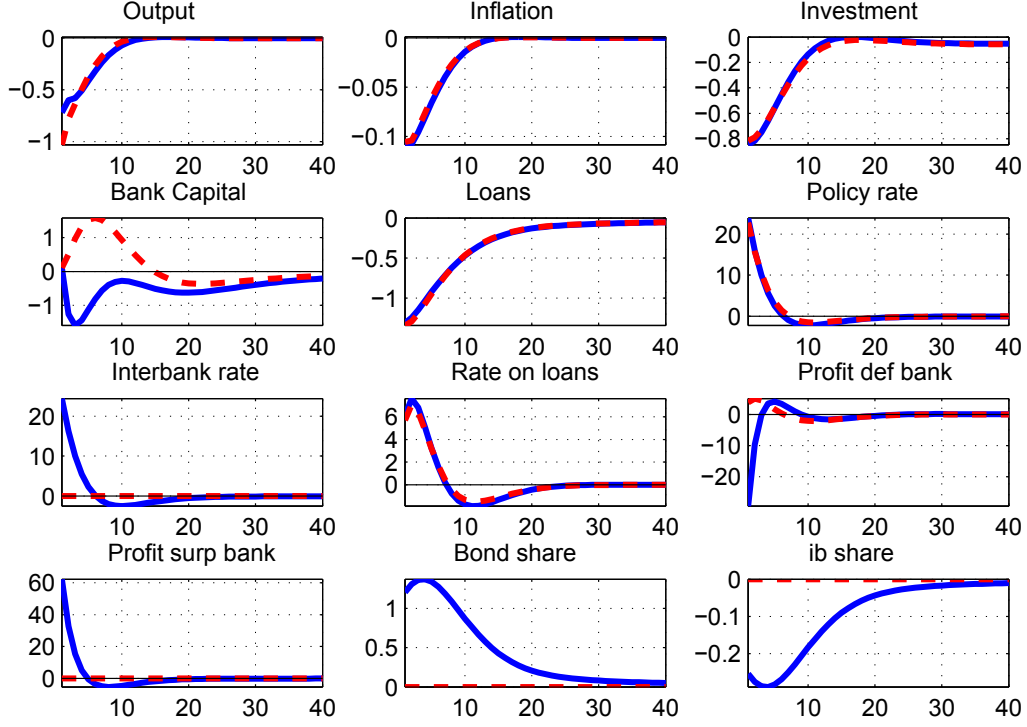 Output
Inflation
Investment
0
−0.5
−1
10 20 30 40
0
−0.05
−0.1
10 20 30 40
0
−0.2
−0.4
−0.6
−0.8
10 20 30 40
Bank Capital
Loans
Policy rate
1
0
−1
10 20 30 40
0
−0.5
−1
10 20 30 40
20
10
0
10 20 30 40
Interbank rate
Rate on loans
Profit def bank
20
10
0
10 20 30 40
6
4
2
0
10 20 30 40
0
−10
−20
10 20 30 40
Profit surp bank
Bond share
ib share
60
40
20
0
10 20 30 40
1
0.5
0
10 20 30 40
0
−0.1
−0.2
10 20 30 40